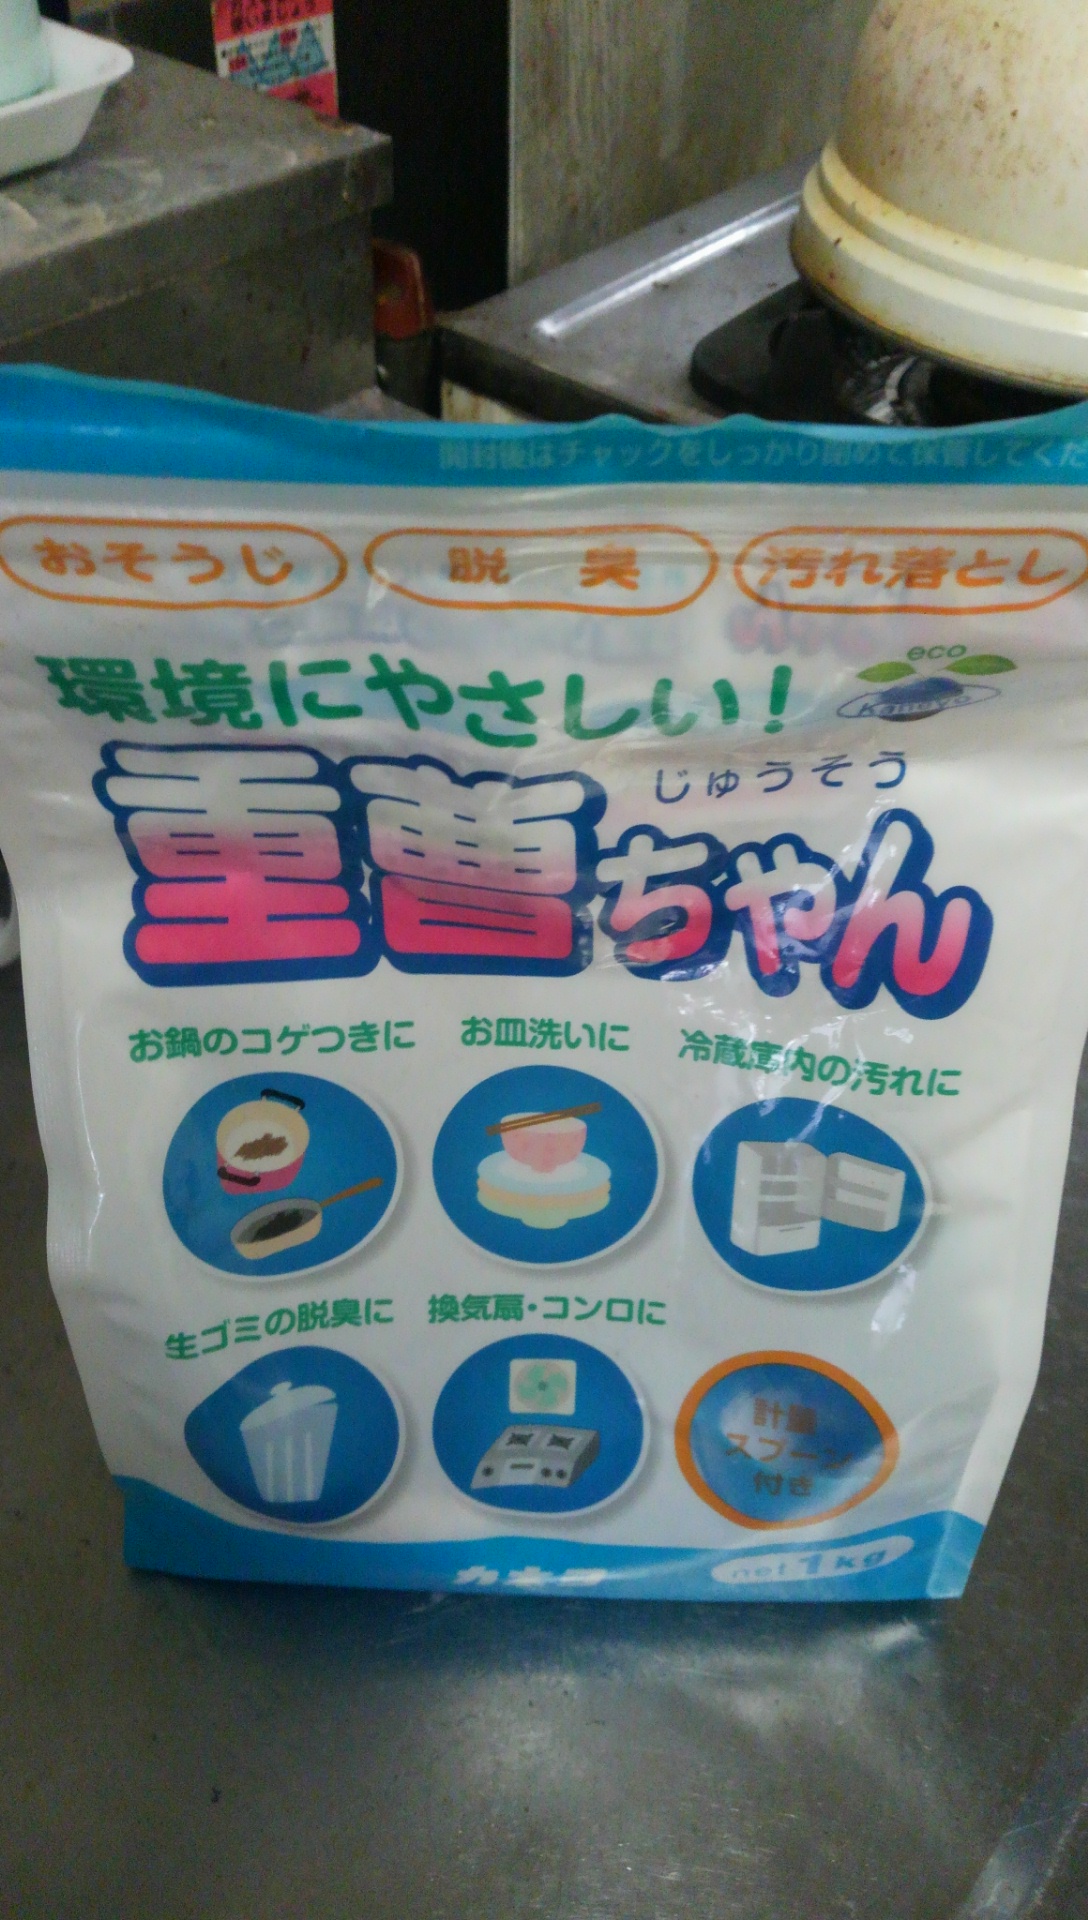 開封後はチャックをしっかり閉めて保管してくだ
おそうじ
脱臭
汚れ落とし
eco
Kaneyo
環境にやさしい!
じゅうそう
重曹ちゃん
お鍋のコゲつきに
お皿洗いに
冷蔵庫内の汚れに
生ゴミの脱臭に
換気扇・コンロに
計量
スプーン
付き
カネヨ
net 1kg